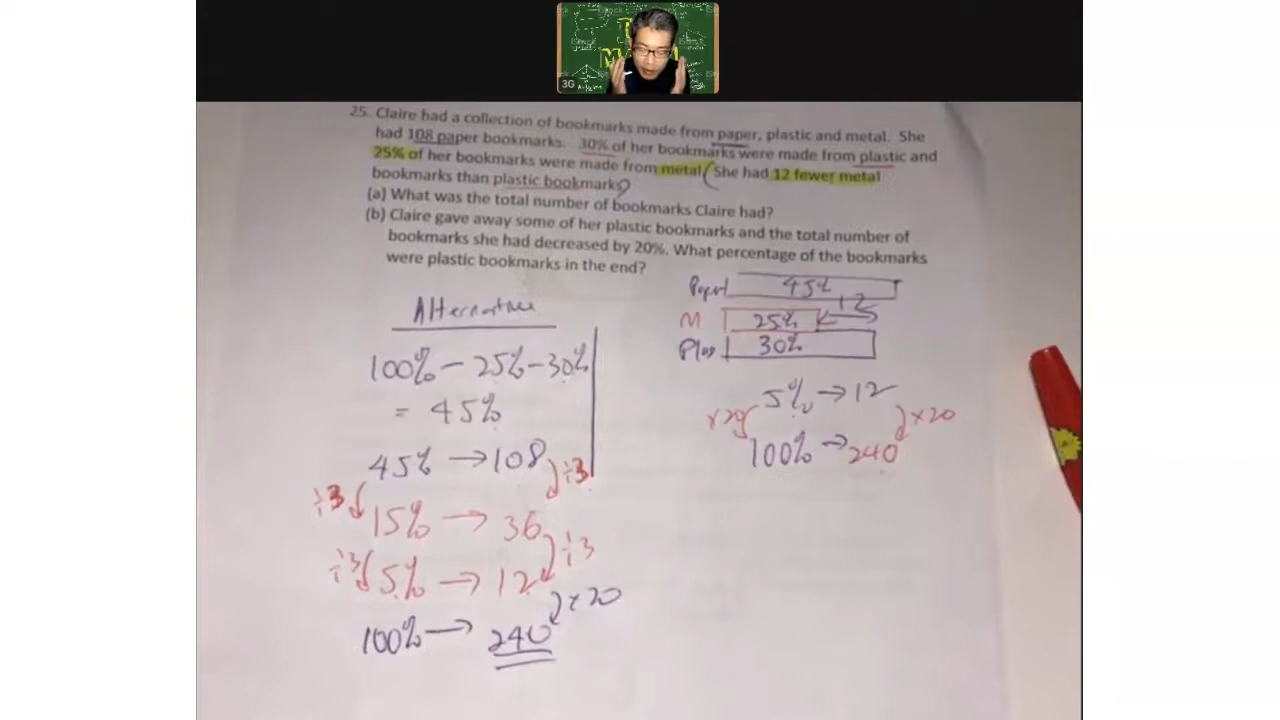 3G
25. Claire had a collection of bookmarks made from paper, plastic and metal. She
had 108 paper bookmarks. 30% of her bookmarks were made from plastic and
25% of her bookmarks were made from metal. She had 12 fewer metal
bookmarks than plastic bookmarks.
(a) What was the total number of bookmarks Claire had?
(b) Claire gave away some of her plastic bookmarks and the total number of
bookmarks she had decreased by 20%. What percentage of the bookmarks
were plastic bookmarks in the end?
45%
12
M 25%
Plas 30%
5% → 12
×20 ×20
100% → 240
Alternative
100% - 25% - 30%
= 45%
45% → 108
÷3 ÷3
15% → 36
÷3 ÷3
5% → 12
×20
100% → 240